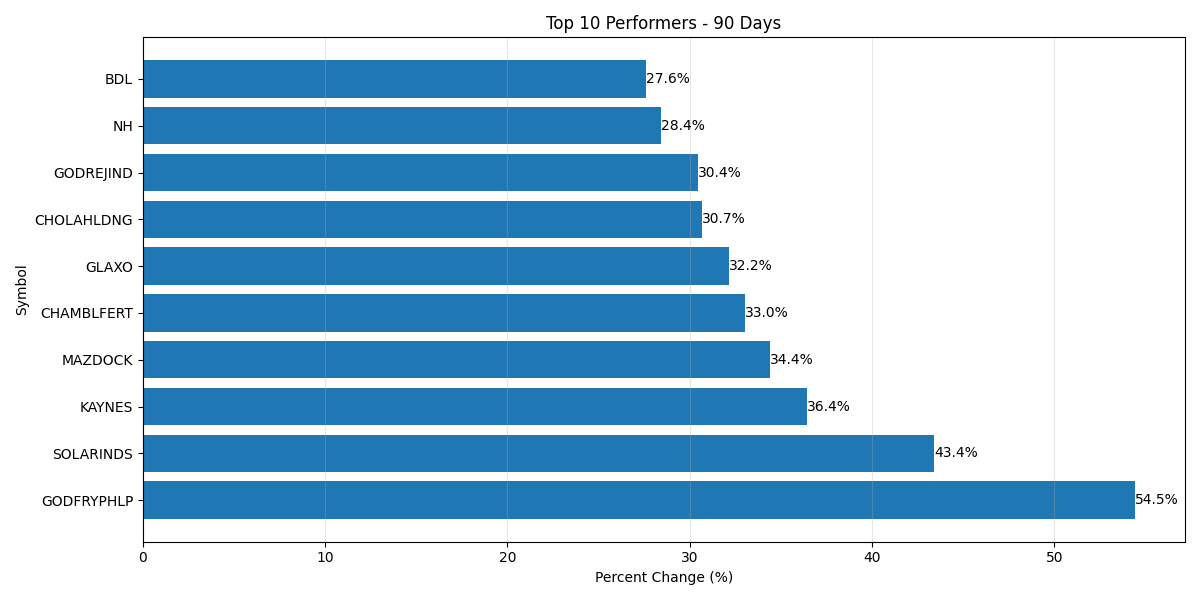 Top 10 Performers - 90 Days
Symbol
BDL 27.6%
NH 28.4%
GODREJIND 30.4%
CHOLAHLDNG 30.7%
GLAXO 32.2%
CHAMBLFERT 33.0%
MAZDOCK 34.4%
KAYNES 36.4%
SOLARINDS 43.4%
GODFRYPHLP 54.5%
0 10 20 30 40 50
Percent Change (%)